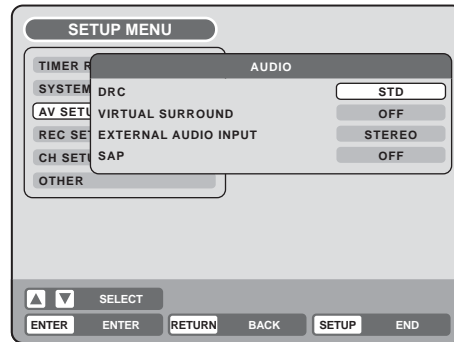 SETUP MENU
TIMER R
AUDIO
SYSTEM
DRC STD
AV SETU
VIRTUAL SURROUND OFF
REC SET
EXTERNAL AUDIO INPUT STEREO
CH SETU
SAP OFF
OTHER
▲ ▼ SELECT
ENTER ENTER RETURN BACK SETUP END